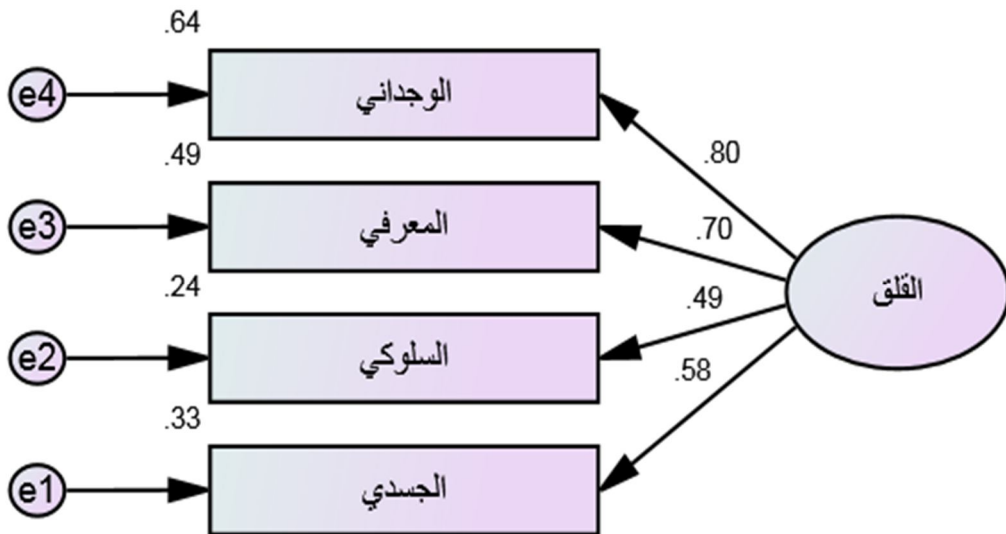 .64
e4
الوجداني
.80
.49
e3
المعرفي
.70
القلق
.24
e2
السلوكي
.49
.58
.33
e1
الجسدي